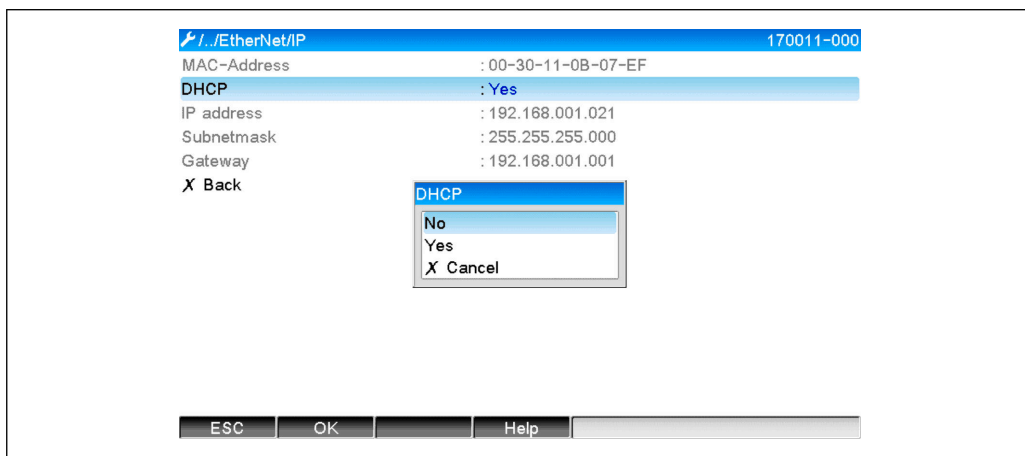 /../EtherNet/IP 170011-000
MAC-Address : 00-30-11-0B-07-EF
DHCP : Yes
IP address : 192.168.001.021
Subnetmask : 255.255.255.000
Gateway : 192.168.001.001
X Back
DHCP
No
Yes
X Cancel
ESC OK Help